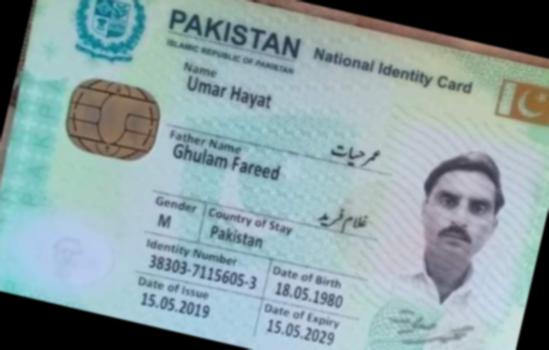 PAKISTAN National Identity Card
ISLAMIC REPUBLIC OF PAKISTAN
Name
Umar Hayat
عمر حیات
Father Name
Ghulam Fareed
غلام فرید
Gender Country of Stay
M Pakistan
Identity Number Date of Birth
38303-7115605-3 18.05.1980
Date of Issue Date of Expiry
15.05.2019 15.05.2029